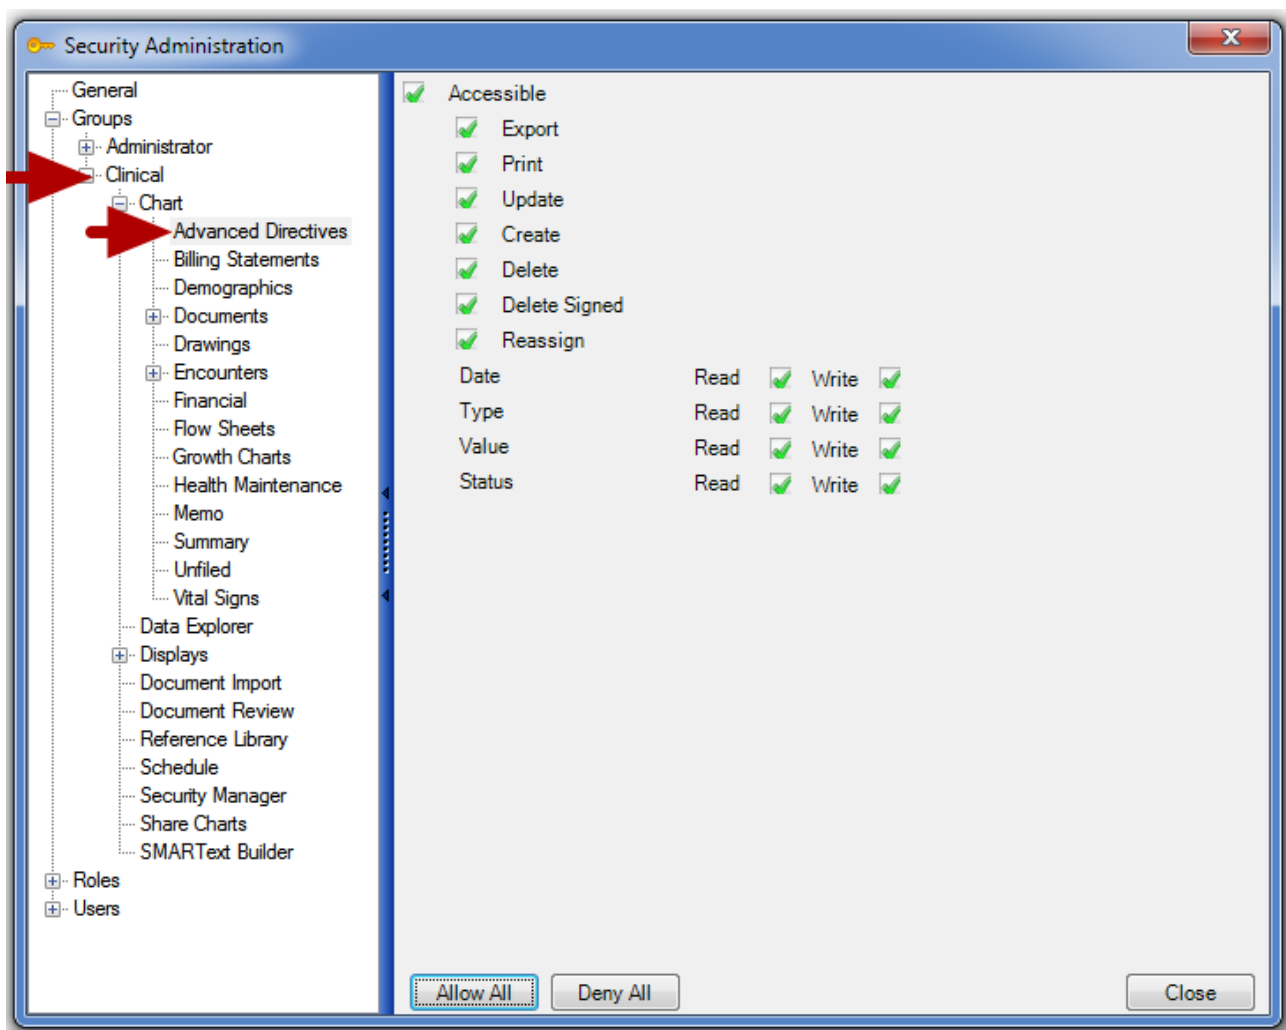 Security Administration
General
Groups
Administrator
Clinical
Chart
Advanced Directives
Billing Statements
Demographics
Documents
Drawings
Encounters
Financial
Flow Sheets
Growth Charts
Health Maintenance
Memo
Summary
Unfiled
Vital Signs
Data Explorer
Displays
Document Import
Document Review
Reference Library
Schedule
Security Manager
Share Charts
SMARText Builder
Roles
Users
Accessible
Export
Print
Update
Create
Delete
Delete Signed
Reassign
Date Read Write
Type Read Write
Value Read Write
Status Read Write
Allow All Deny All Close